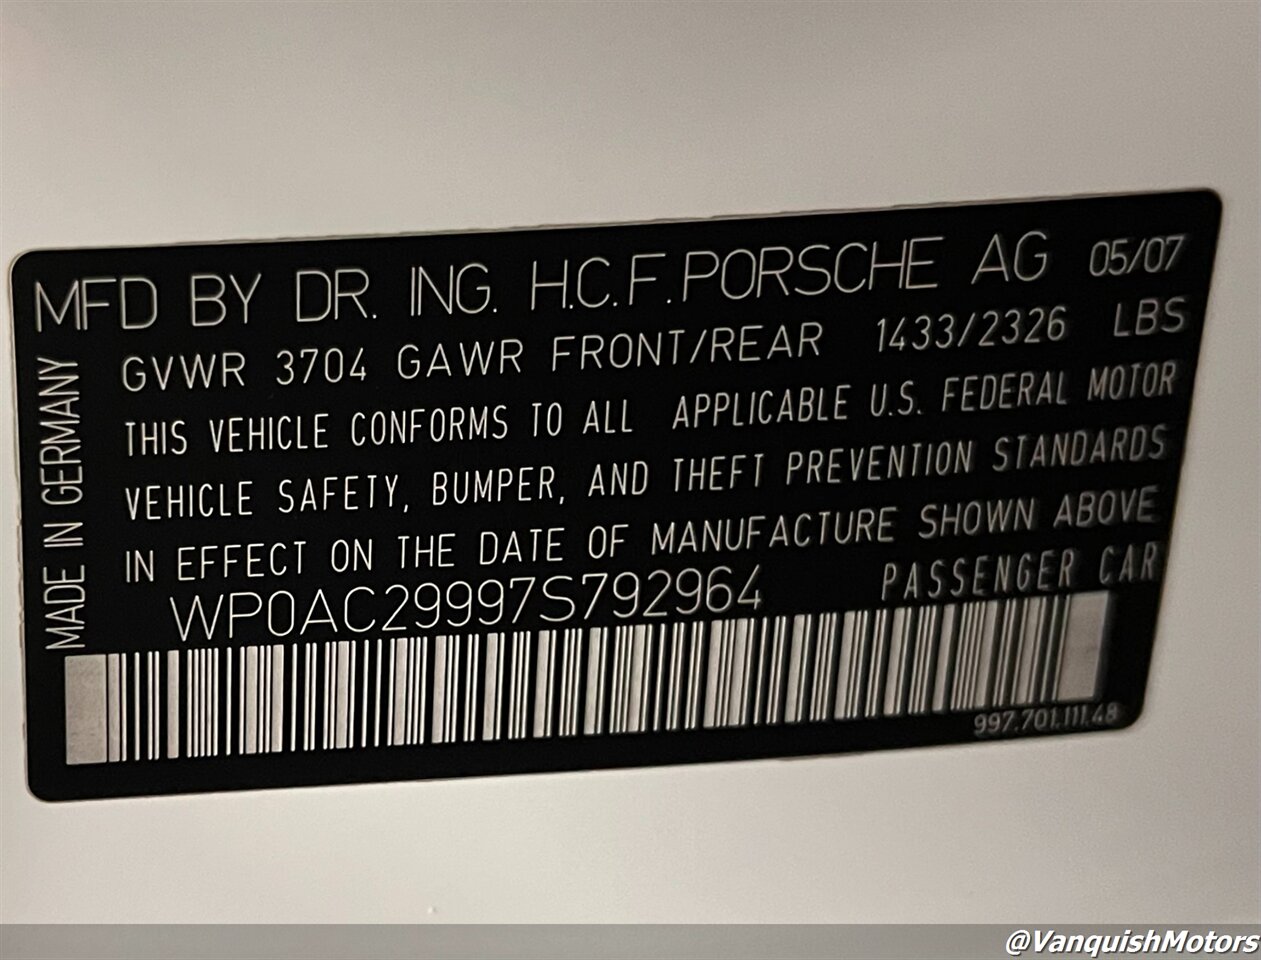 MFD BY DR. ING. H.C.F. PORSCHE AG 05/07
GVWR 3704 GAWR FRONT/REAR 1433/2326 LBS
THIS VEHICLE CONFORMS TO ALL APPLICABLE U.S. FEDERAL MOTOR
VEHICLE SAFETY, BUMPER, AND THEFT PREVENTION STANDARDS
IN EFFECT ON THE DATE OF MANUFACTURE SHOWN ABOVE
WP0AC29997S792964 PASSENGER CAR
997.701.111.48
MADE IN GERMANY
@VanquishMotors